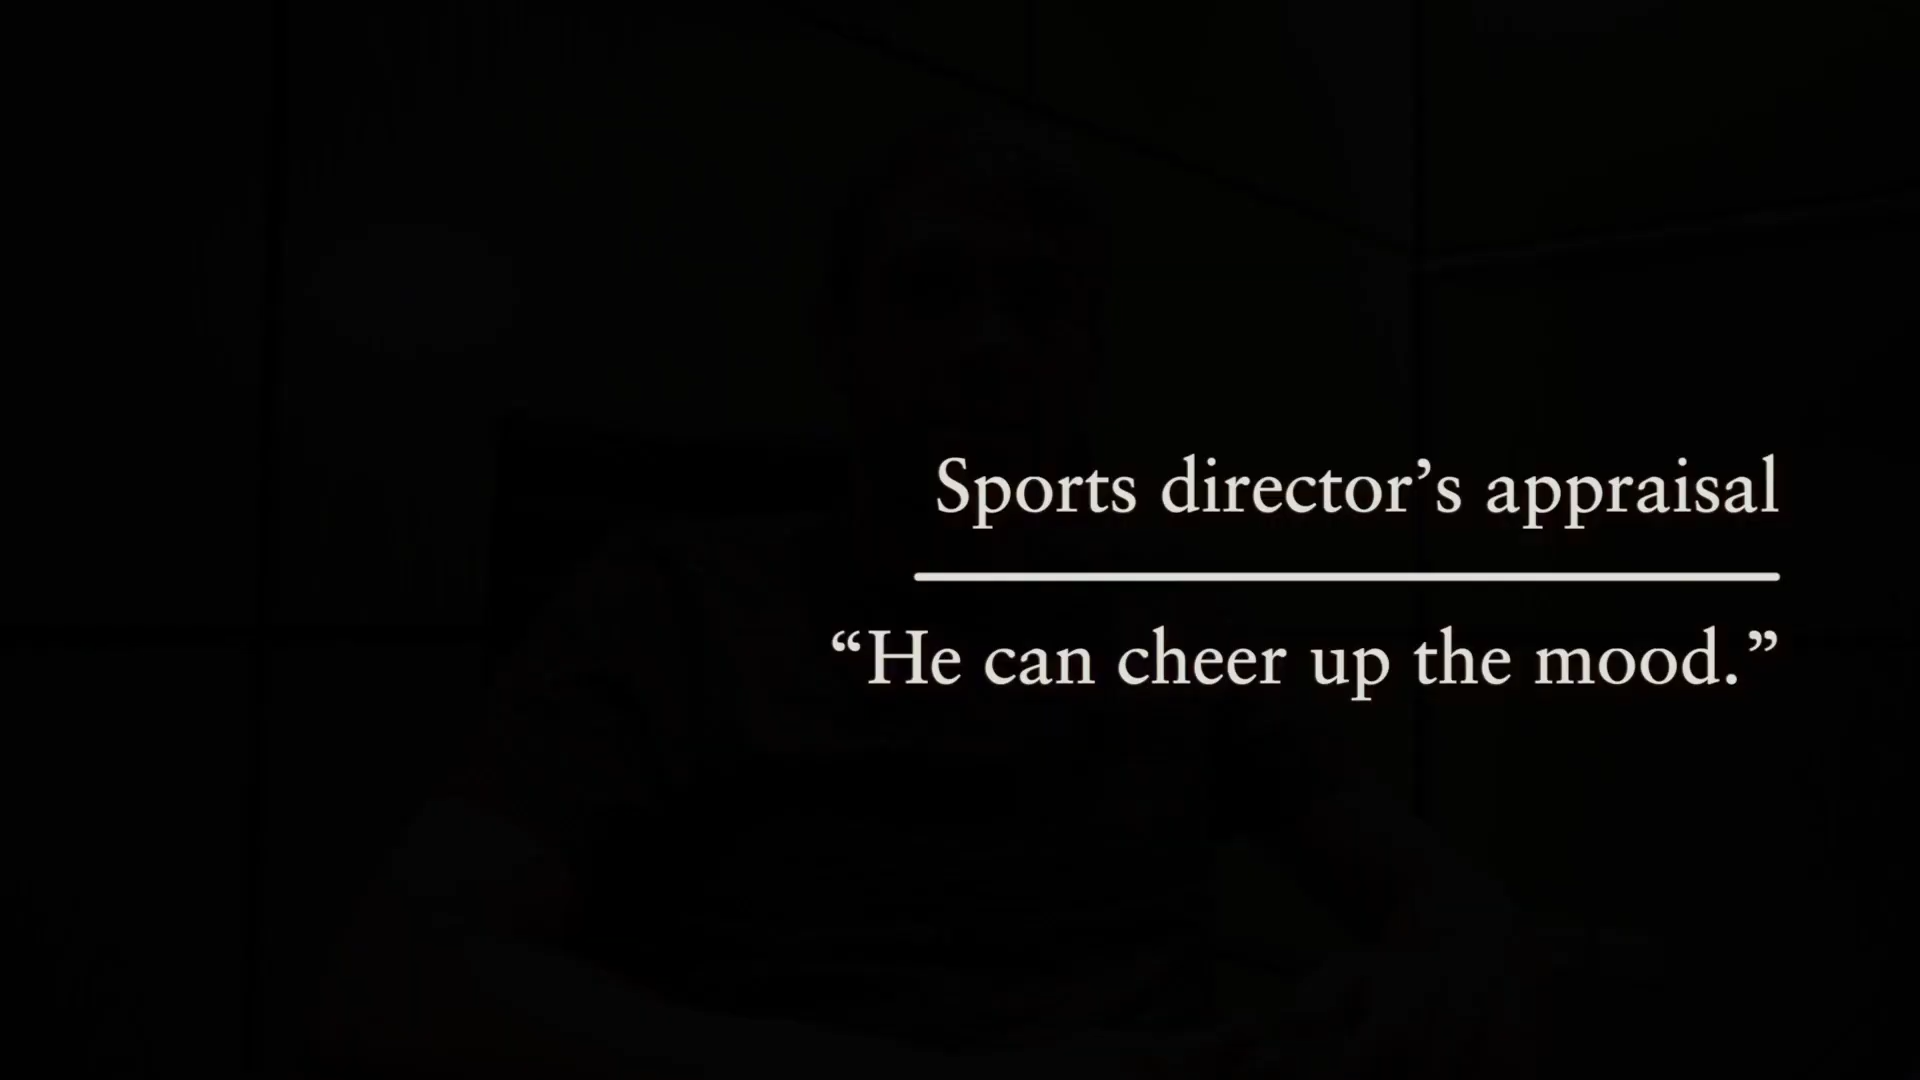 Sports director’s appraisal
“He can cheer up the mood.”